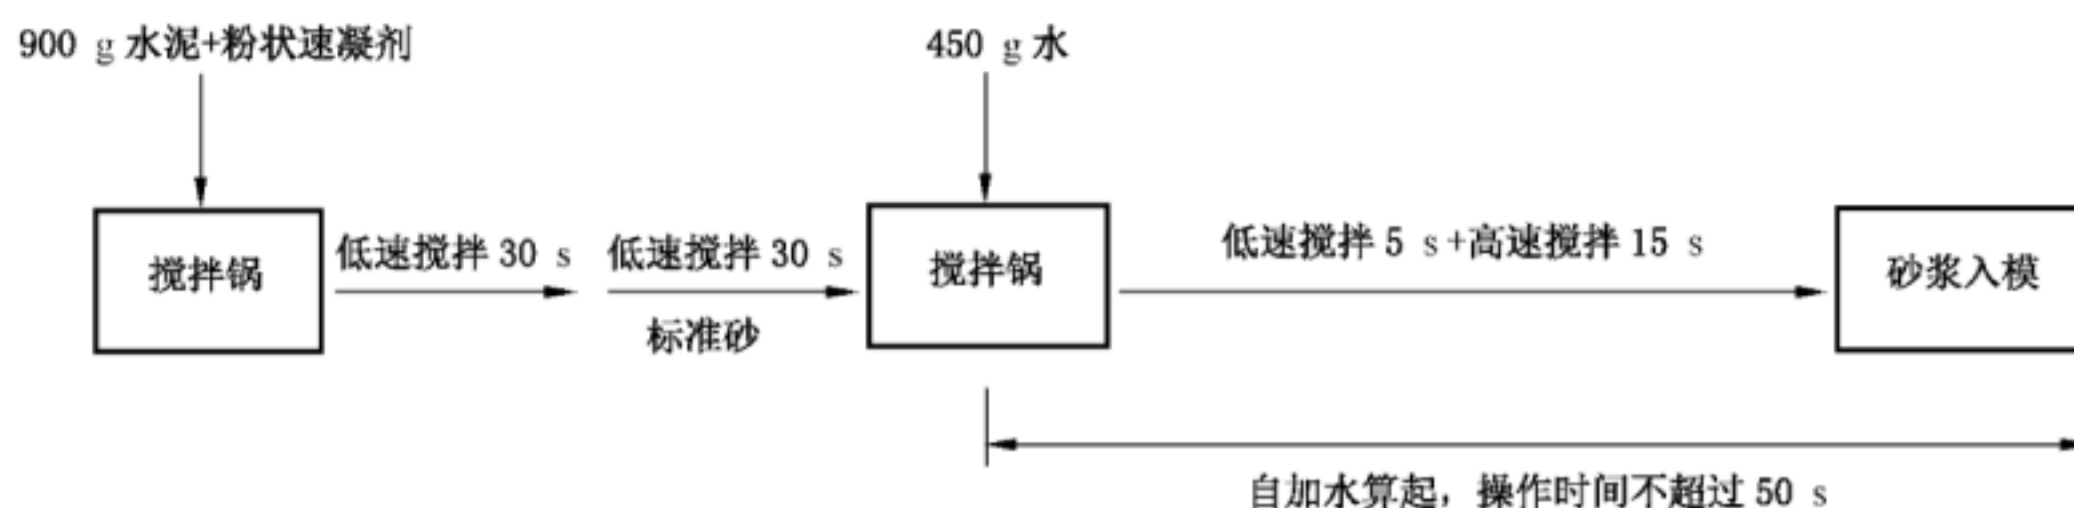 900 g 水泥+粉状速凝剂
450 g 水
搅拌锅
低速搅拌 30 s
低速搅拌 30 s
标准砂
搅拌锅
低速搅拌 5 s+高速搅拌 15 s
砂浆入模
自加水算起，操作时间不超过 50 s